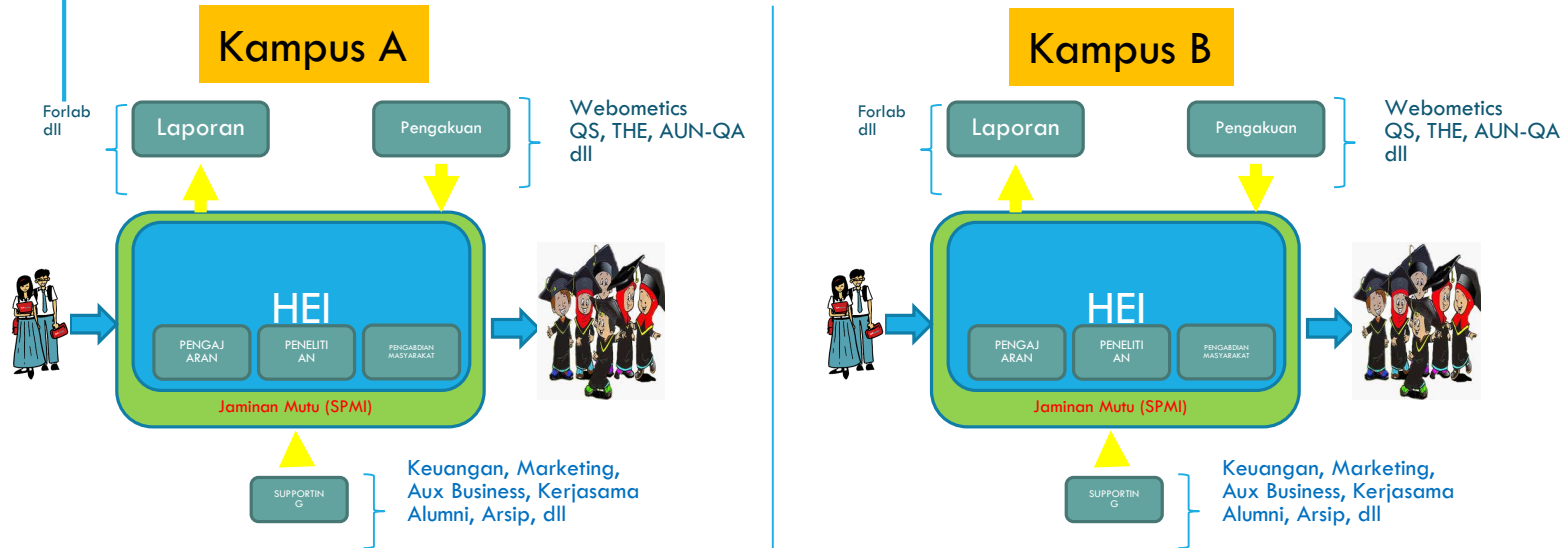 Kampus A
Forlab
dll
Laporan
Pengakuan
Webometics
QS, THE, AUN-QA
dll
HEI
PENGAJ
ARAN
PENELITI
AN
PENGABDIAN
MASYARAKAT
Jaminan Mutu (SPMI)
SUPPORTIN
G
Keuangan, Marketing,
Aux Business, Kerjasama
Alumni, Arsip, dll
Kampus B
Forlab
dll
Laporan
Pengakuan
Webometics
QS, THE, AUN-QA
dll
HEI
PENGAJ
ARAN
PENELITI
AN
PENGABDIAN
MASYARAKAT
Jaminan Mutu (SPMI)
SUPPORTIN
G
Keuangan, Marketing,
Aux Business, Kerjasama
Alumni, Arsip, dll